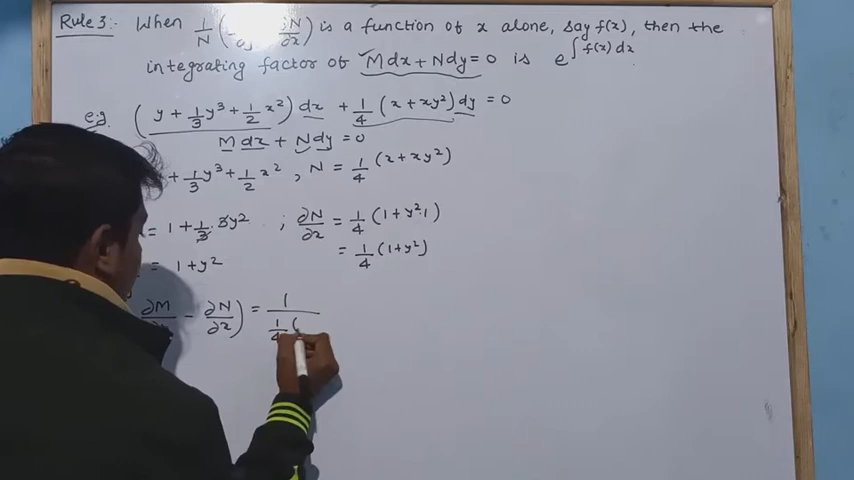 Rule 3:- When 1/N ( ∂N/∂x ) is a function of x alone, say f(x), then the
integrating factor of Mdx + Ndy = 0 is e^∫f(x)dx
e.g ( y + 1/3 y³ + 1/2 x² ) dx + 1/4 (x + xy²) dy = 0
Mdx + Ndy = 0
+ 1/3 y³ + 1/2 x² , N = 1/4 (x + xy²)
= 1 + 1/3 · 3y² ; ∂N/∂x = 1/4 (1 + y²·1)
= 1 + y² = 1/4 (1 + y²)
∂M - ∂N/∂x ) = 1 / 1/4 (